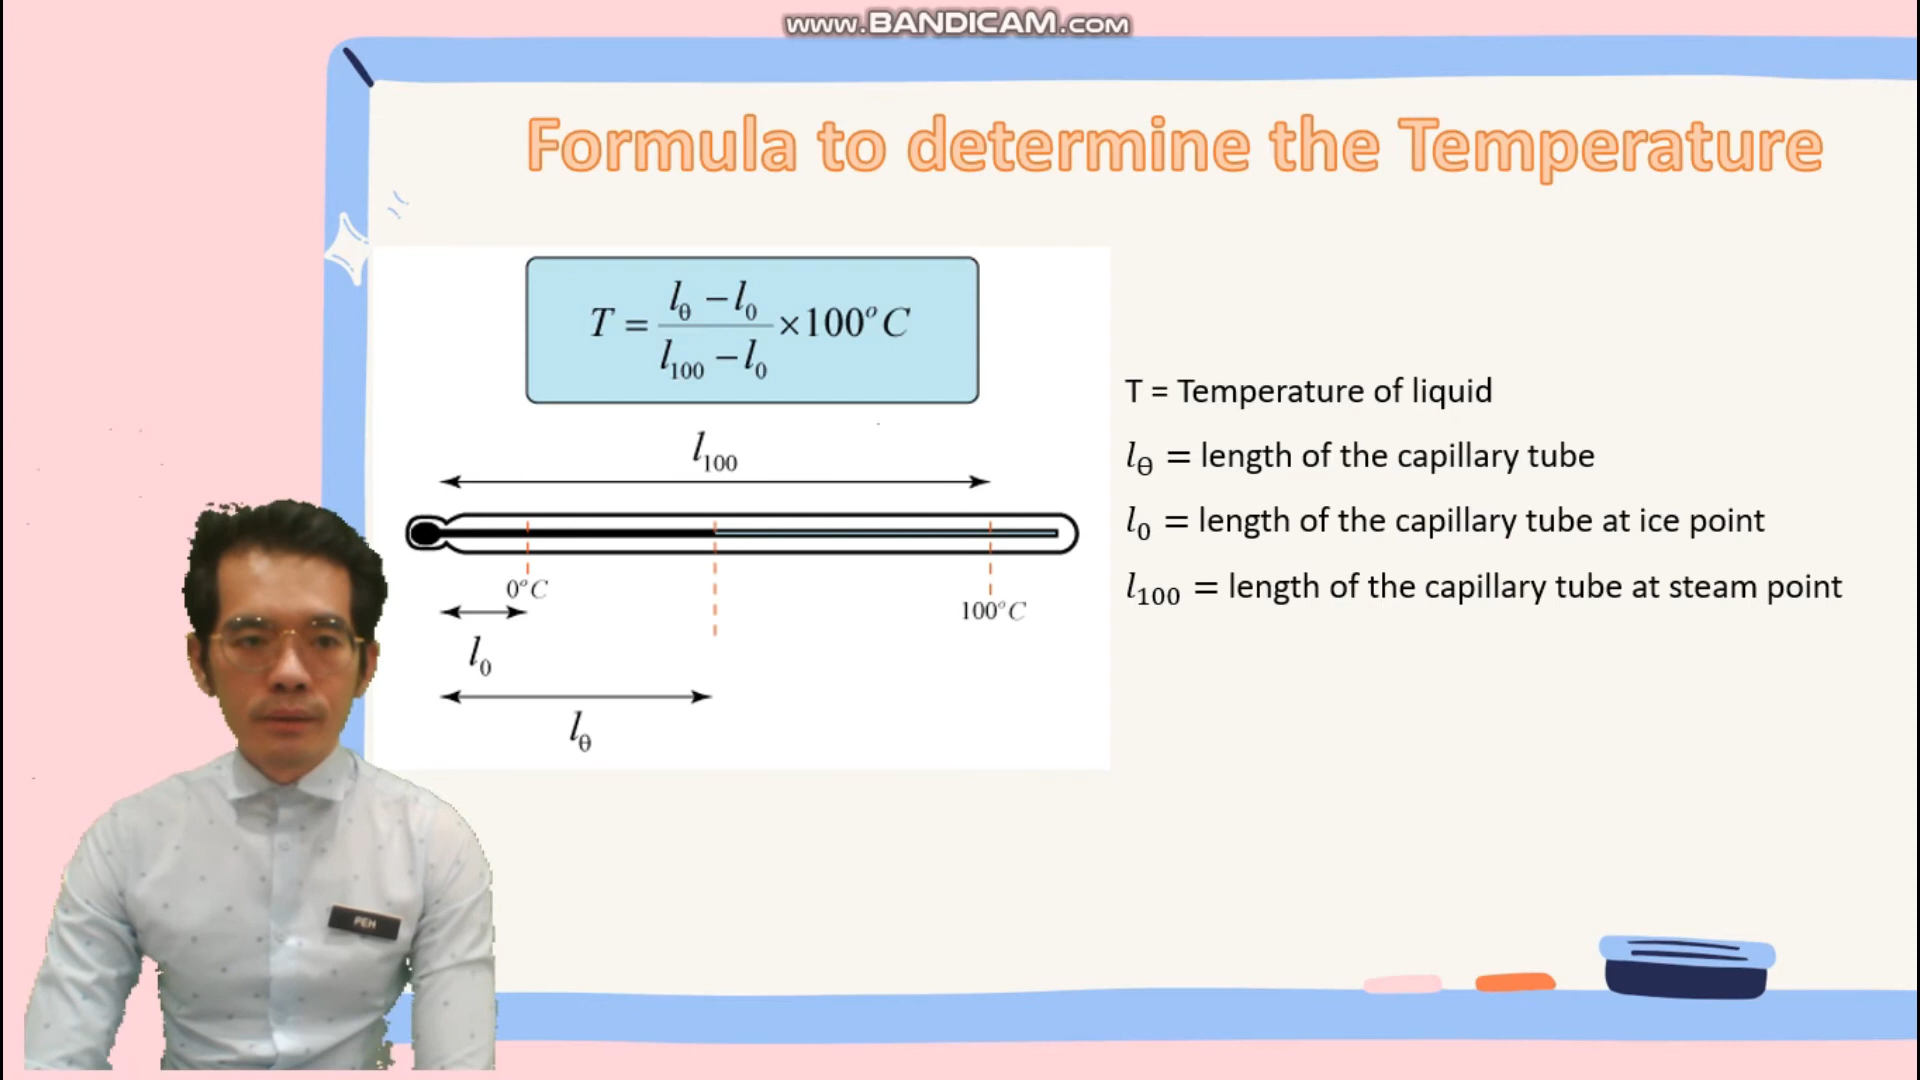 www.BANDICAM.com
Formula to determine the Temperature
T = (lθ − l0) / (l100 − l0) ×100°C
l100
0°C
100°C
l0
lθ
T = Temperature of liquid
lθ = length of the capillary tube
l0 = length of the capillary tube at ice point
l100 = length of the capillary tube at steam point
PEH